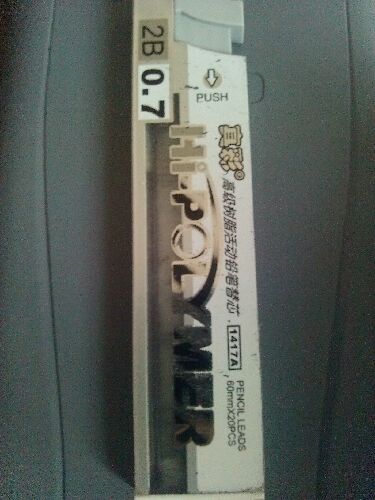 2B 0.7
PUSH
真彩®
Hi-POLYMER
高级树脂活动铅笔替芯
1417A
PENCIL LEADS
60mmX20PCS